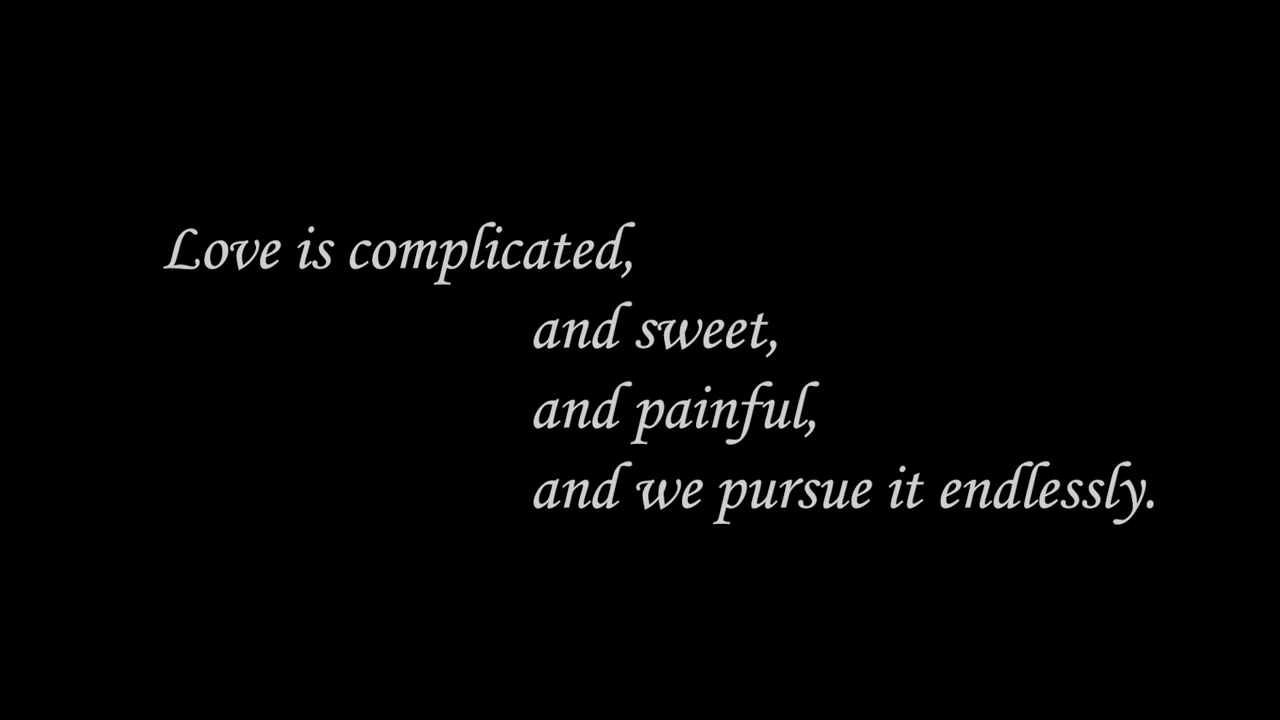 Love is complicated,
and sweet,
and painful,
and we pursue it endlessly.